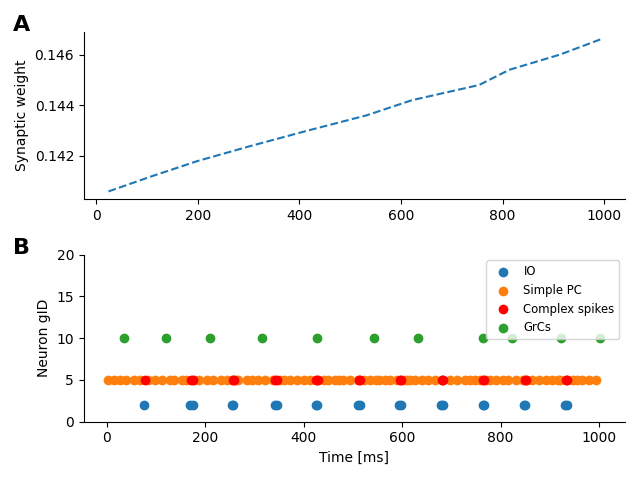 A
Synaptic weight
0.146
0.144
0.142
0 200 400 600 800 1000
B
Neuron gID
20
15
10
5
0
IO
Simple PC
Complex spikes
GrCs
0 200 400 600 800 1000
Time [ms]